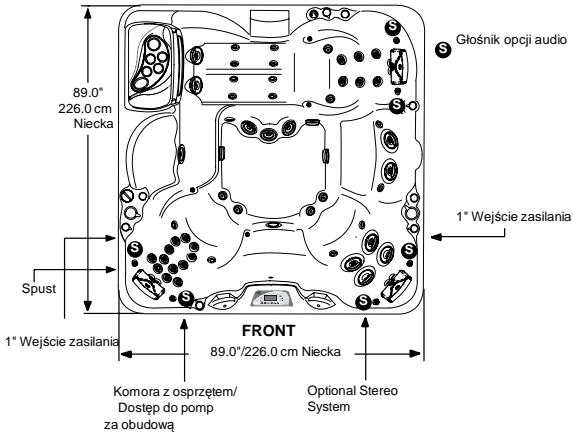 S
S Głośnik opcji audio
89.0"
226.0 cm
Niecka
S
1" Wejście zasilania
S
S
Spust
S
S
FRONT
1" Wejście zasilania
89.0"/226.0 cm Niecka
Komora z osprzętem/
Dostęp do pomp
za obudową
Optional Stereo
System